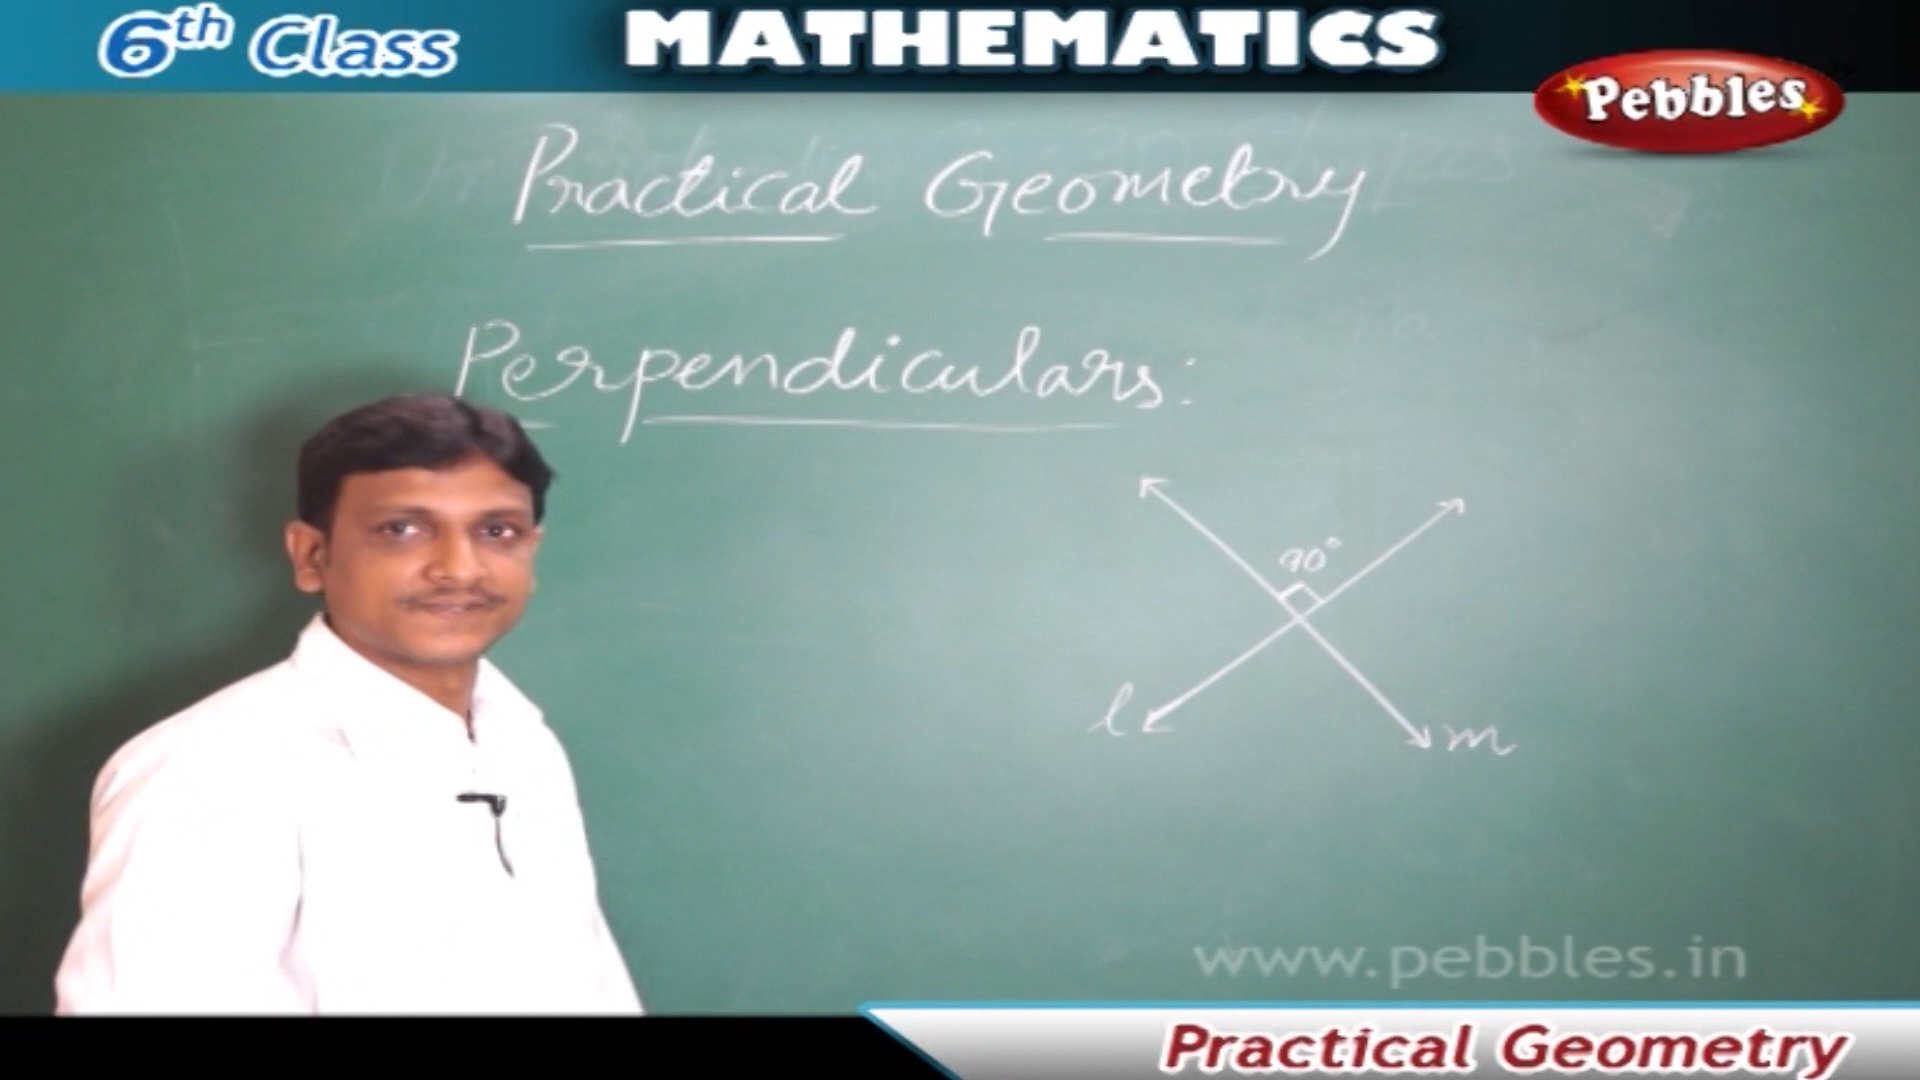 6th Class
MATHEMATICS
Pebbles
Practical Geometry
Perpendiculars:
90°
l
m
www.pebbles.in
Practical Geometry